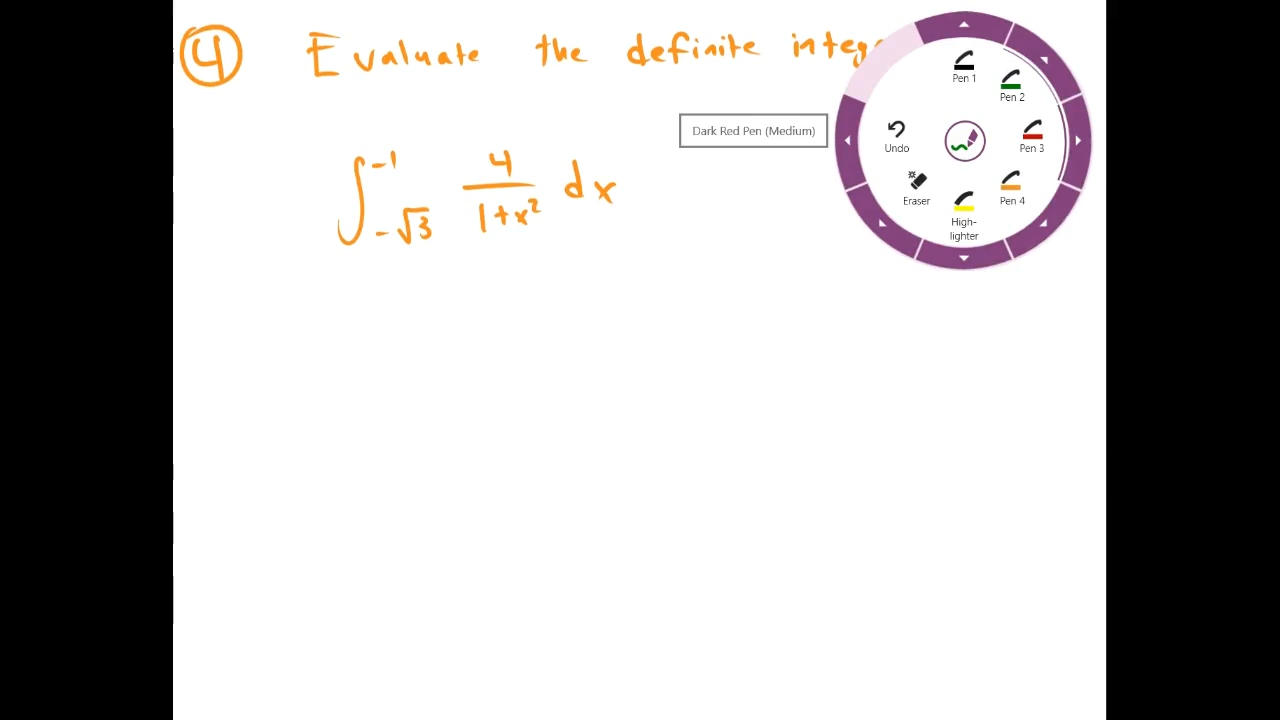 ④ Evaluate the definite
∫_{-√3}^{-1} 4/(1+x²) dx
Dark Red Pen (Medium)
Pen 1
Pen 2
Undo
Pen 3
Eraser
Pen 4
High-
lighter